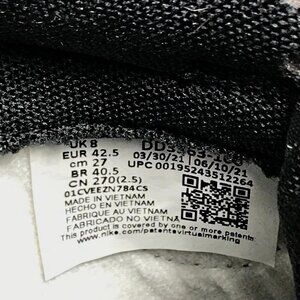 UK 8
EUR 42.5
cm 27
BR 40.5
CN 270(2.5)
03/30/21 06/10/21
UPC 00195243512264
01CVEEZN784CS
MADE IN VIETNAM
HECHO EN VIETNAM
FABRIQUE AU VIETNAM
FABRICADO NO VIETNÃ
This product is covered by one or more patents.
www.nike.com/patentsvirtualmarking